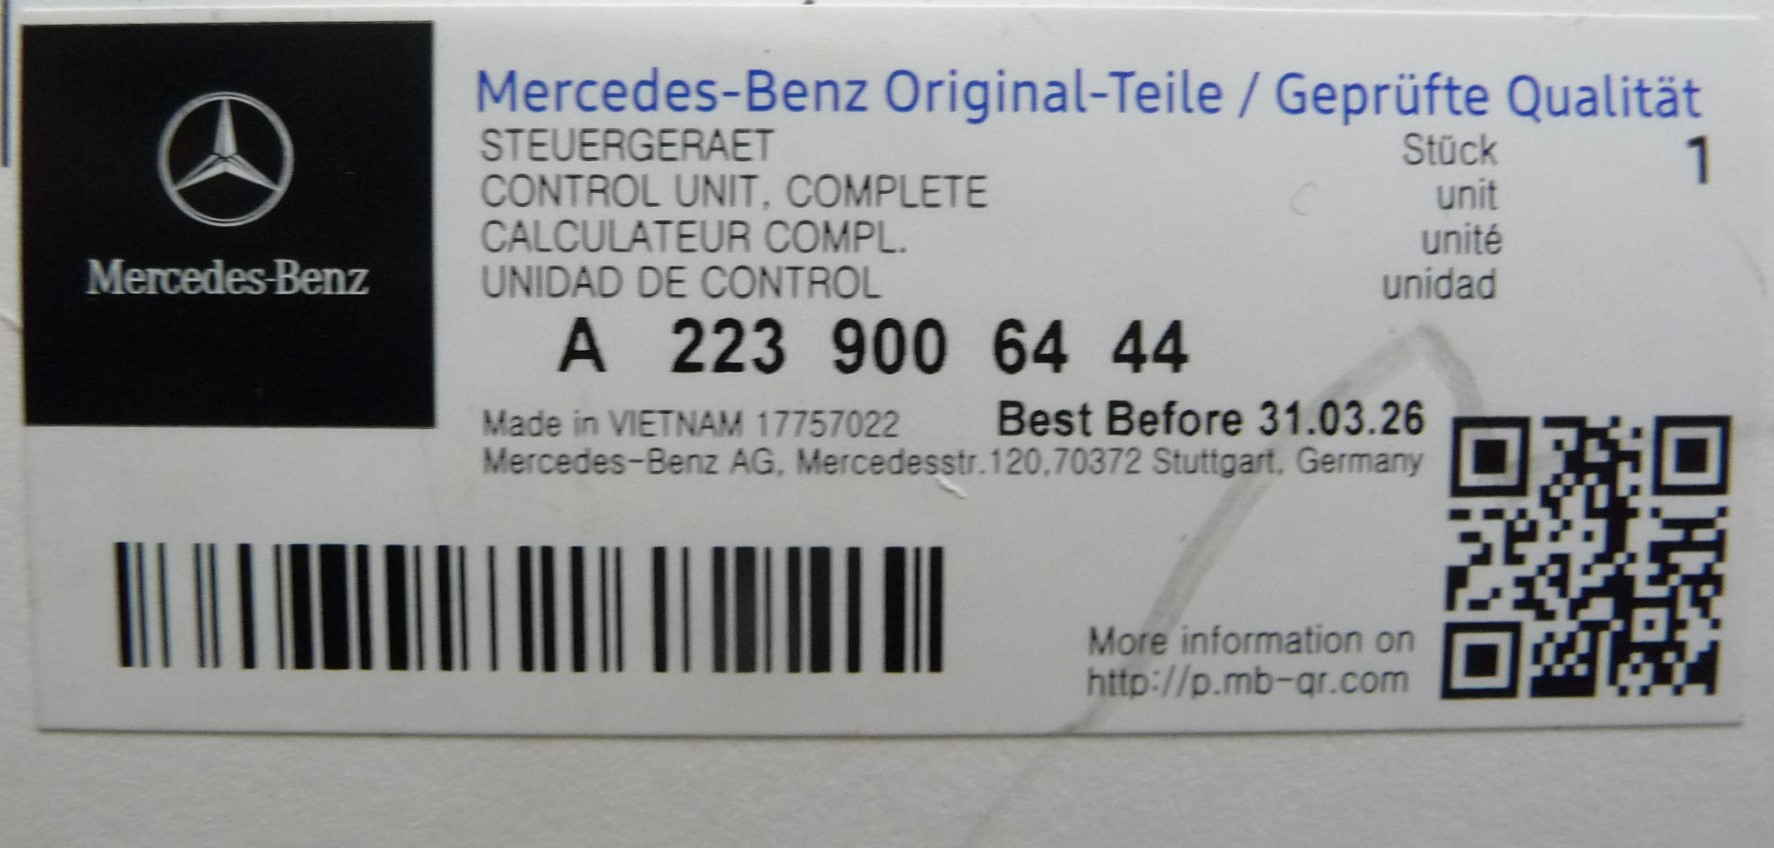 Mercedes-Benz
Mercedes-Benz Original-Teile / Geprüfte Qualität
STEUERGERAET Stück 1
CONTROL UNIT, COMPLETE unit
CALCULATEUR COMPL. unité
UNIDAD DE CONTROL unidad
A 223 900 64 44
Made in VIETNAM 17757022 Best Before 31.03.26
Mercedes-Benz AG, Mercedesstr.120,70372 Stuttgart, Germany
More information on
http://p.mb-qr.com